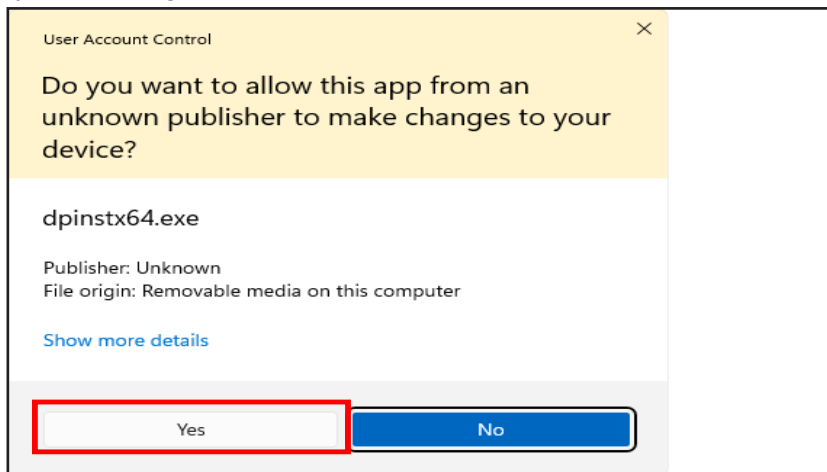 User Account Control
Do you want to allow this app from an
unknown publisher to make changes to your
device?
dpinstx64.exe
Publisher: Unknown
File origin: Removable media on this computer
Show more details
Yes
No